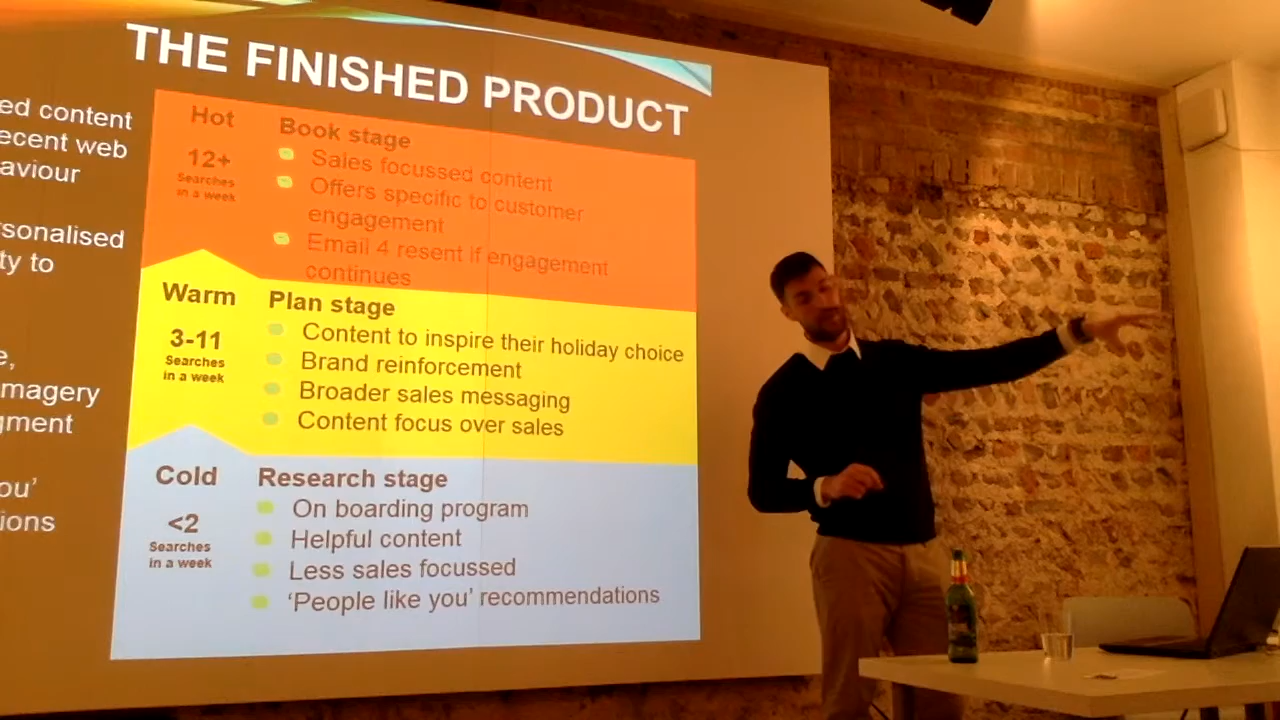 THE FINISHED PRODUCT
ed content
ecent web
aviour
sonalised
ty to
e,
magery
gment
ou'
ions
Hot
12+
Searches
in a week
Book stage
Sales focussed content
Offers specific to customer
engagement
Email 4 resent if engagement
continues
Warm
3-11
Searches
in a week
Plan stage
Content to inspire their holiday choice
Brand reinforcement
Broader sales messaging
Content focus over sales
Cold
<2
Searches
in a week
Research stage
On boarding program
Helpful content
Less sales focussed
'People like you' recommendations